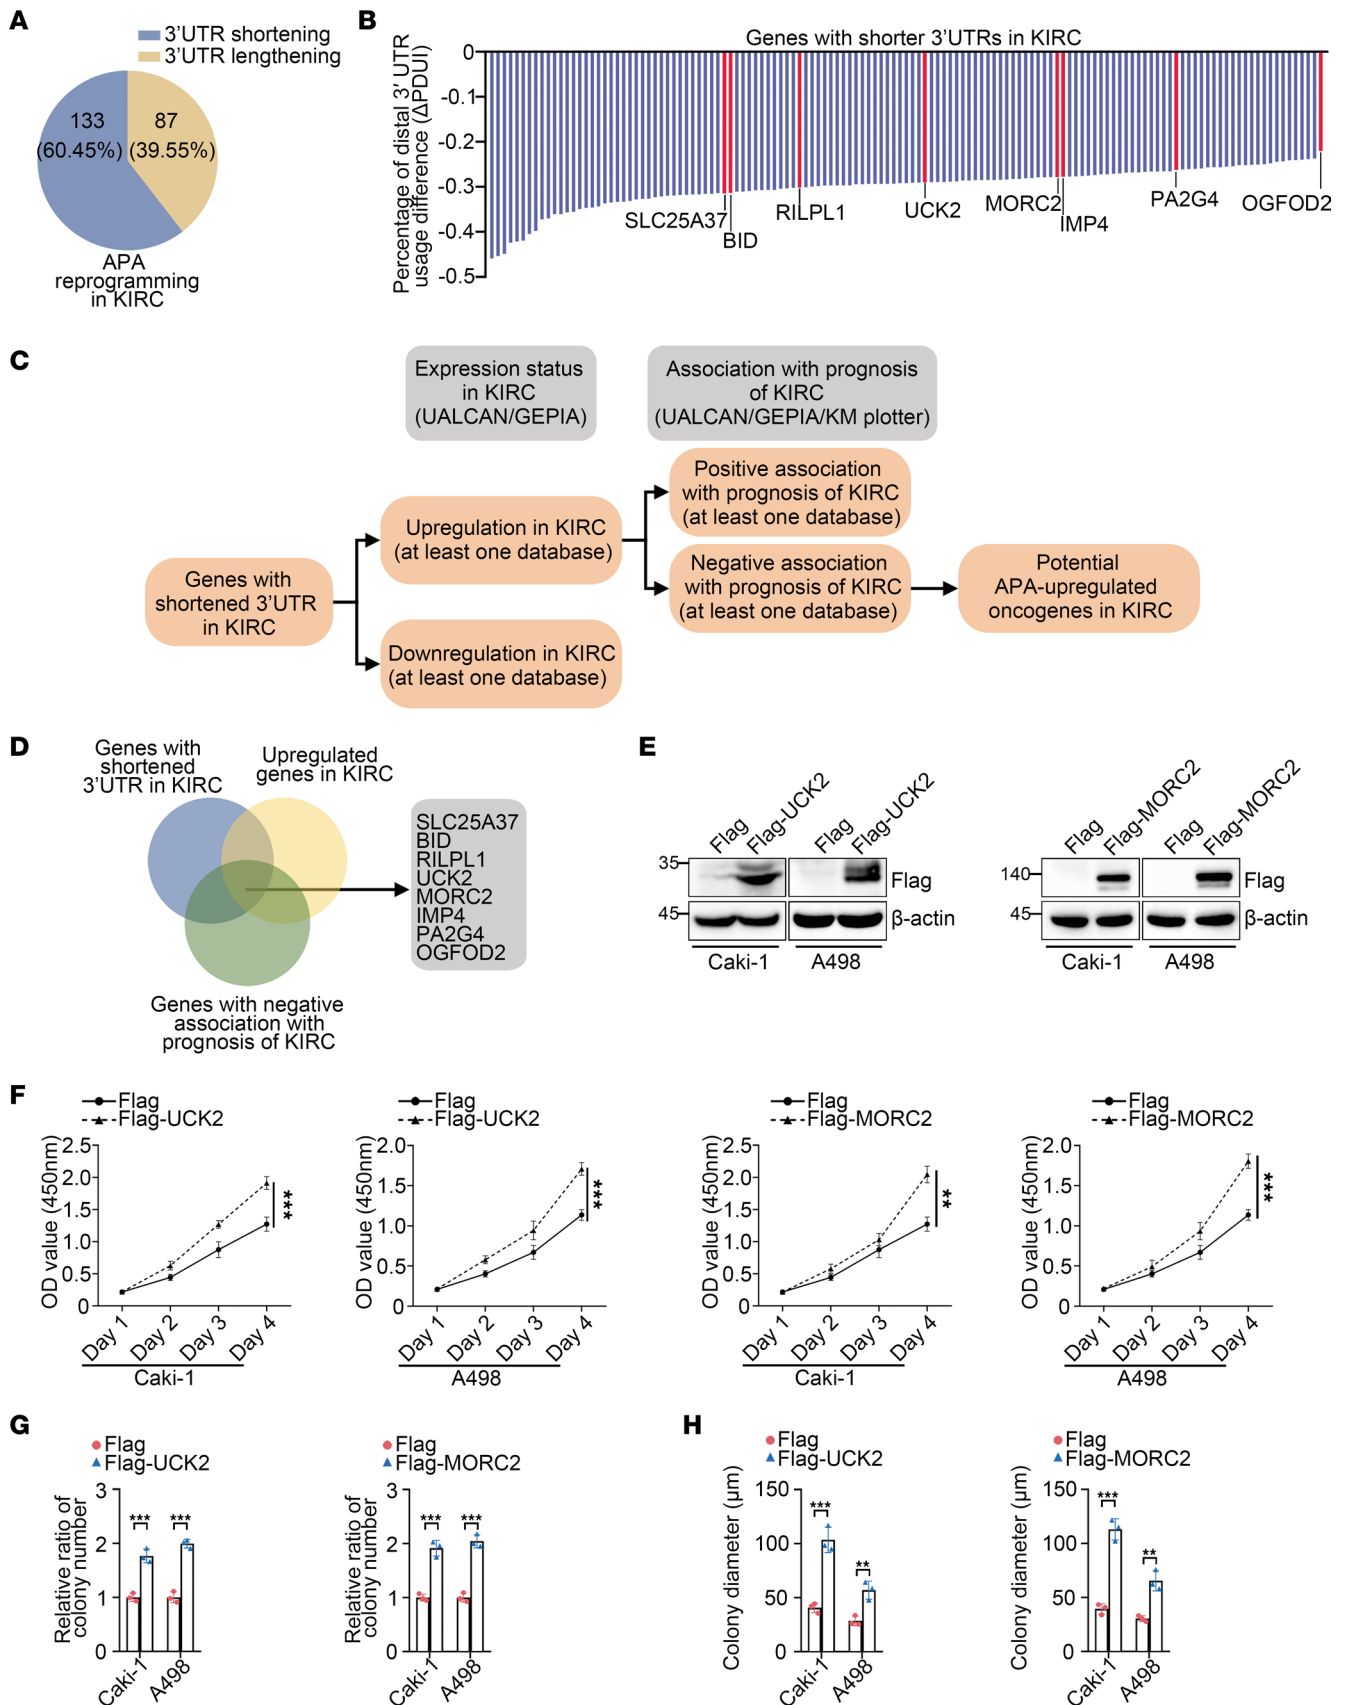 A
3'UTR shortening
3'UTR lengthening
133
(60.45%)
87
(39.55%)
APA
reprogramming
in KIRC
B
Genes with shorter 3'UTRs in KIRC
Percentage of distal 3' UTR
usage difference (ΔPDUI)
0
-0.1
-0.2
-0.3
-0.4
-0.5
SLC25A37
BID
RILPL1
UCK2
MORC2
IMP4
PA2G4
OGFOD2
C
Expression status
in KIRC
(UALCAN/GEPIA)
Association with prognosis
of KIRC
(UALCAN/GEPIA/KM plotter)
Genes with
shortened 3'UTR
in KIRC
Upregulation in KIRC
(at least one database)
Downregulation in KIRC
(at least one database)
Positive association
with prognosis of KIRC
(at least one database)
Negative association
with prognosis of KIRC
(at least one database)
Potential
APA-upregulated
oncogenes in KIRC
D
Genes with
shortened
3'UTR in KIRC
Upregulated
genes in KIRC
Genes with negative
association with
prognosis of KIRC
SLC25A37
BID
RILPL1
UCK2
MORC2
IMP4
PA2G4
OGFOD2
E
Flag
Flag-UCK2
Flag
Flag-UCK2
35
45
Flag
β-actin
Caki-1
A498
Flag
Flag-MORC2
Flag
Flag-MORC2
140
45
Flag
β-actin
Caki-1
A498
F
Flag
Flag-UCK2
OD value (450nm)
2.5
2.0
1.5
1.0
0.5
0
***
Day 1
Day 2
Day 3
Day 4
Caki-1
Flag
Flag-UCK2
OD value (450nm)
2.0
1.5
1.0
0.5
0
***
Day 1
Day 2
Day 3
Day 4
A498
Flag
Flag-MORC2
OD value (450nm)
2.5
2.0
1.5
1.0
0.5
0
**
Day 1
Day 2
Day 3
Day 4
Caki-1
Flag
Flag-MORC2
OD value (450nm)
2.0
1.5
1.0
0.5
0
***
Day 1
Day 2
Day 3
Day 4
A498
G
Flag
Flag-UCK2
Relative ratio of
colony number
3
2
1
0
***
***
Caki-1
A498
Flag
Flag-MORC2
Relative ratio of
colony number
3
2
1
0
***
***
Caki-1
A498
H
Flag
Flag-UCK2
Colony diameter (μm)
150
100
50
0
***
**
Caki-1
A498
Flag
Flag-MORC2
Colony diameter (μm)
150
100
50
0
***
**
Caki-1
A498